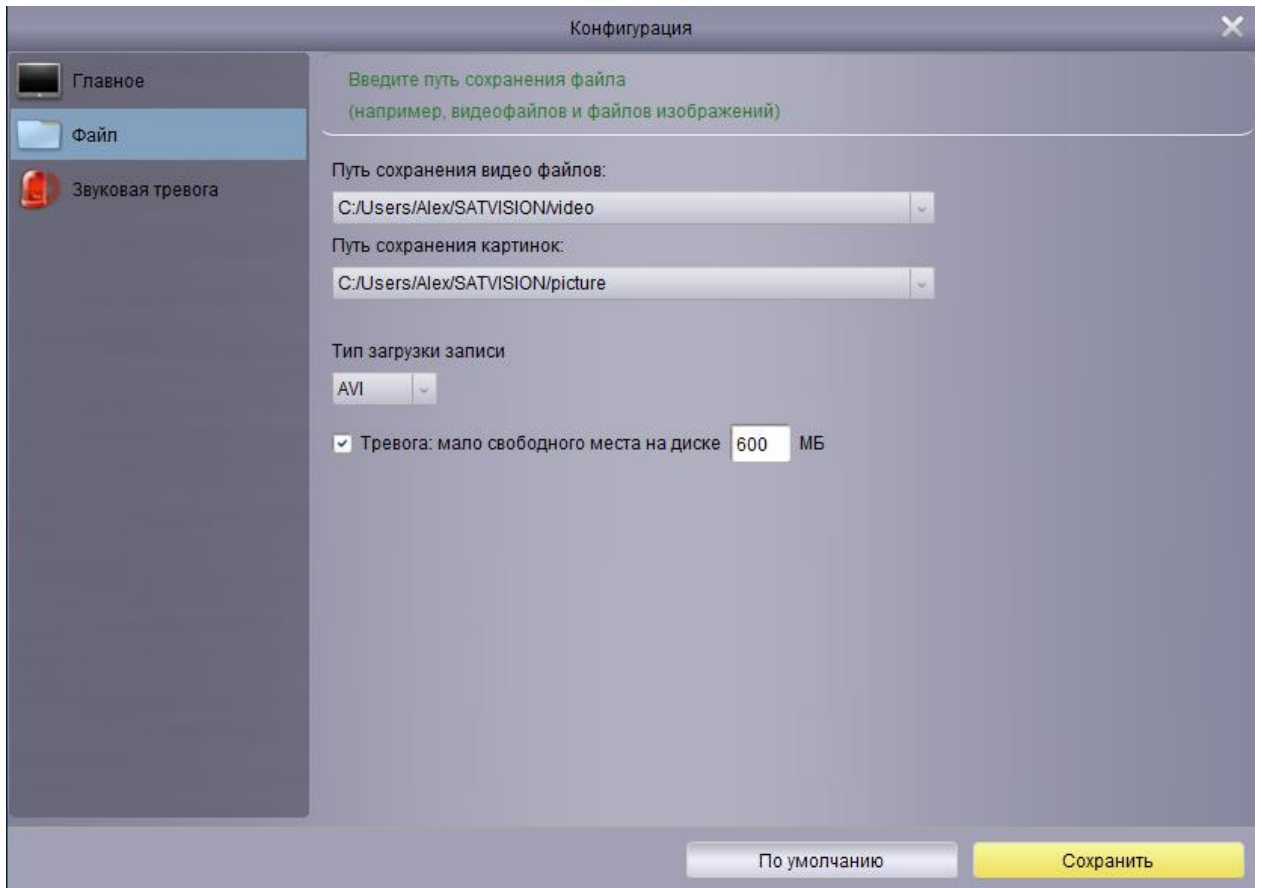 Конфигурация
Главное
Файл
Звуковая тревога
Введите путь сохранения файла
(например, видеофайлов и файлов изображений)
Путь сохранения видео файлов:
C:/Users/Alex/SATVISION/video
Путь сохранения картинок:
C:/Users/Alex/SATVISION/picture
Тип загрузки записи
AVI
Тревога: мало свободного места на диске 600 МБ
По умолчанию
Сохранить